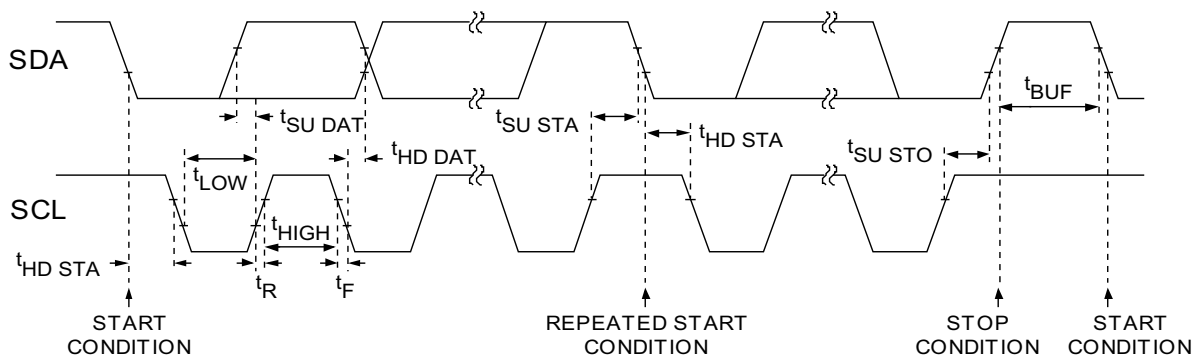 SDA
tSU DAT
tHD DAT
tSU STA
tHD STA
tBUF
tSU STO
tLOW
SCL
tHIGH
tHD STA
tR
tF
START CONDITION
REPEATED START CONDITION
STOP CONDITION
START CONDITION